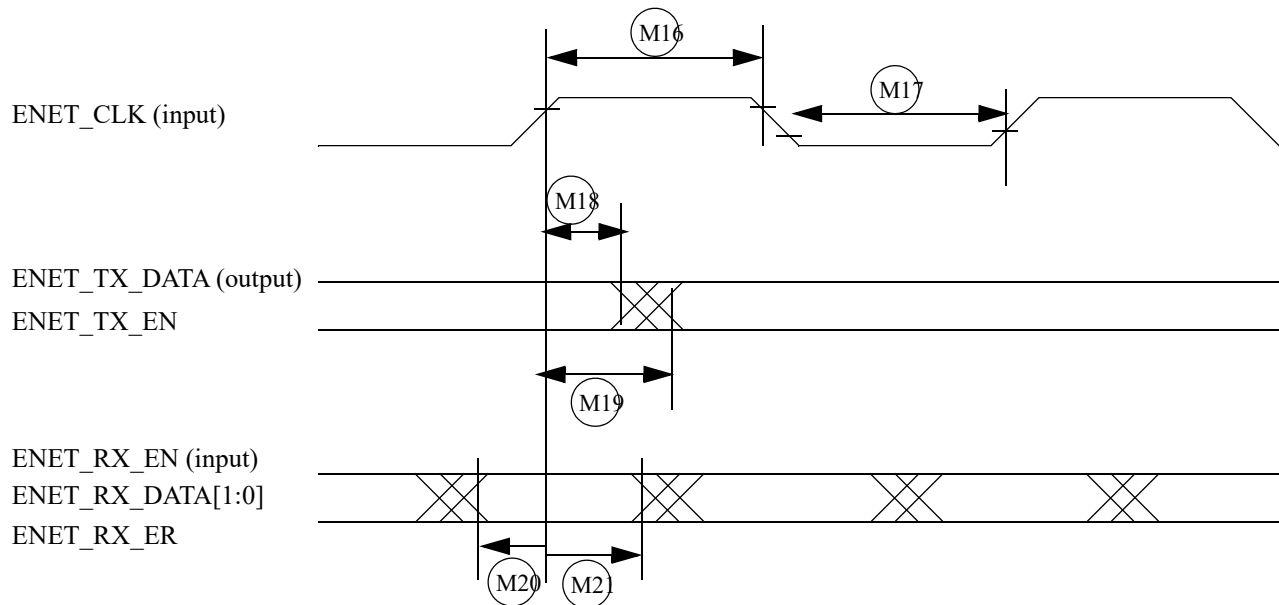 M16
M17
ENET_CLK (input)
M18
ENET_TX_DATA (output)
ENET_TX_EN
M19
ENET_RX_EN (input)
ENET_RX_DATA[1:0]
ENET_RX_ER
M20
M21